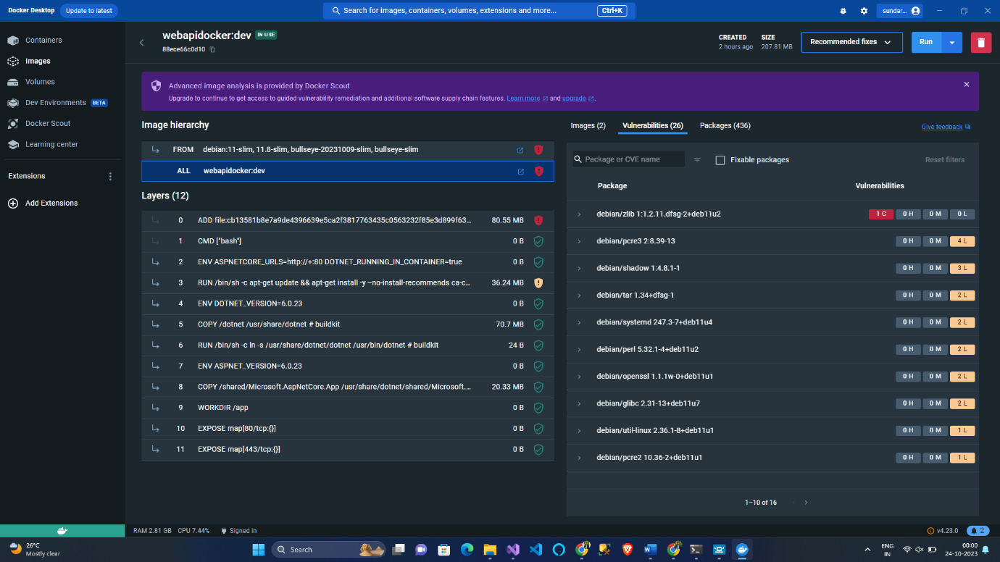 Docker Desktop
Update to latest
Search for images, containers, volumes, extensions and more...
Ctrl+K
sundar...
Containers
Images
Volumes
Dev Environments BETA
Docker Scout
Learning center
Extensions
Add Extensions
webapidocker:dev IN USE
88ece66c0d10
CREATED
2 hours ago
SIZE
207.81 MB
Recommended fixes
Run
Advanced image analysis is provided by Docker Scout
Upgrade to continue to get access to guided vulnerability remediation and additional software supply chain features. Learn more and upgrade .
Image hierarchy
FROM debian:11-slim, 11.8-slim, bullseye-20231009-slim, bullseye-slim
ALL webapidocker:dev
Layers (12)
0 ADD file:cb13581b8e7a9de4396639e5ca2f3817763435c0563232f85e3d899f63... 80.55 MB
1 CMD ["bash"] 0 B
2 ENV ASPNETCORE_URLS=http://+:80 DOTNET_RUNNING_IN_CONTAINER=true 0 B
3 RUN /bin/sh -c apt-get update && apt-get install -y --no-install-recommends ca-c... 36.24 MB
4 ENV DOTNET_VERSION=6.0.23 0 B
5 COPY /dotnet /usr/share/dotnet # buildkit 70.7 MB
6 RUN /bin/sh -c ln -s /usr/share/dotnet/dotnet /usr/bin/dotnet # buildkit 24 B
7 ENV ASPNET_VERSION=6.0.23 0 B
8 COPY /shared/Microsoft.AspNetCore.App /usr/share/dotnet/shared/Microsoft.... 20.33 MB
9 WORKDIR /app 0 B
10 EXPOSE map[80/tcp:{}] 0 B
11 EXPOSE map[443/tcp:{}] 0 B
Images (2)
Vulnerabilities (26)
Packages (436)
Give feedback
Package or CVE name
Fixable packages
Reset filters
Package
Vulnerabilities
debian/zlib 1:1.2.11.dfsg-2+deb11u2 1 C 0 H 0 M 0 L
debian/pcre3 2:8.39-13 0 H 0 M 4 L
debian/shadow 1:4.8.1-1 0 H 0 M 3 L
debian/tar 1.34+dfsg-1 0 H 0 M 2 L
debian/systemd 247.3-7+deb11u4 0 H 0 M 2 L
debian/perl 5.32.1-4+deb11u2 0 H 0 M 2 L
debian/openssl 1.1.1w-0+deb11u1 0 H 0 M 2 L
debian/glibc 2.31-13+deb11u7 0 H 0 M 2 L
debian/util-linux 2.36.1-8+deb11u1 0 H 0 M 1 L
debian/pcre2 10.36-2+deb11u1 0 H 0 M 1 L
1–10 of 16
RAM 2.81 GB CPU 7.44% Signed in
v4.23.0
2
26°C
Mostly clear
Search
ENG
IN
00:00
24-10-2023